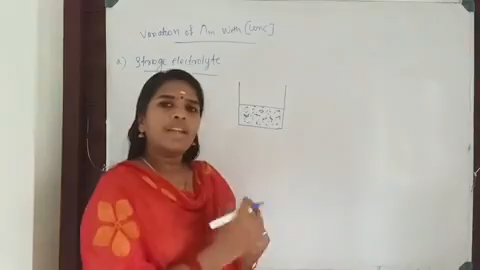 Variation of Λm with [Conc]
a) Strong electrolyte